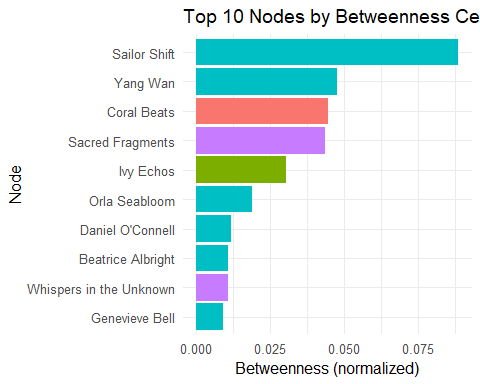 Top 10 Nodes by Betweenness Ce
Sailor Shift
Yang Wan
Coral Beats
Sacred Fragments
Ivy Echos
Orla Seabloom
Daniel O'Connell
Beatrice Albright
Whispers in the Unknown
Genevieve Bell
Node
0.000 0.025 0.050 0.075
Betweenness (normalized)